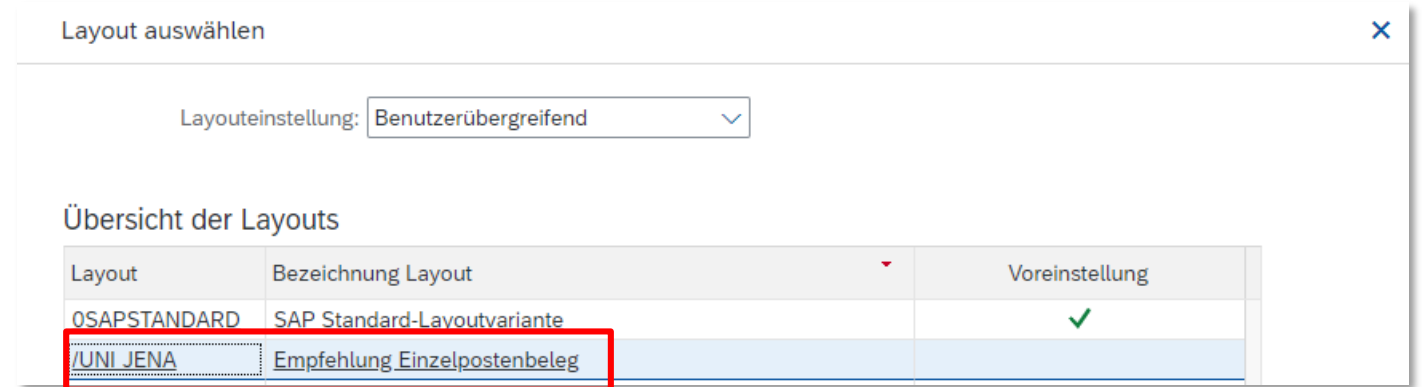 Layout auswählen
Layouteinstellung: Benutzerübergreifend
Übersicht der Layouts
Layout Bezeichnung Layout Voreinstellung
0SAPSTANDARD SAP Standard-Layoutvariante
/UNI JENA Empfehlung Einzelpostenbeleg